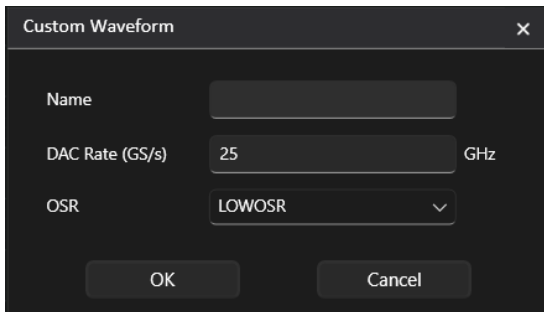 Custom Waveform
Name
DAC Rate (GS/s) 25 GHz
OSR LOWOSR
OK Cancel